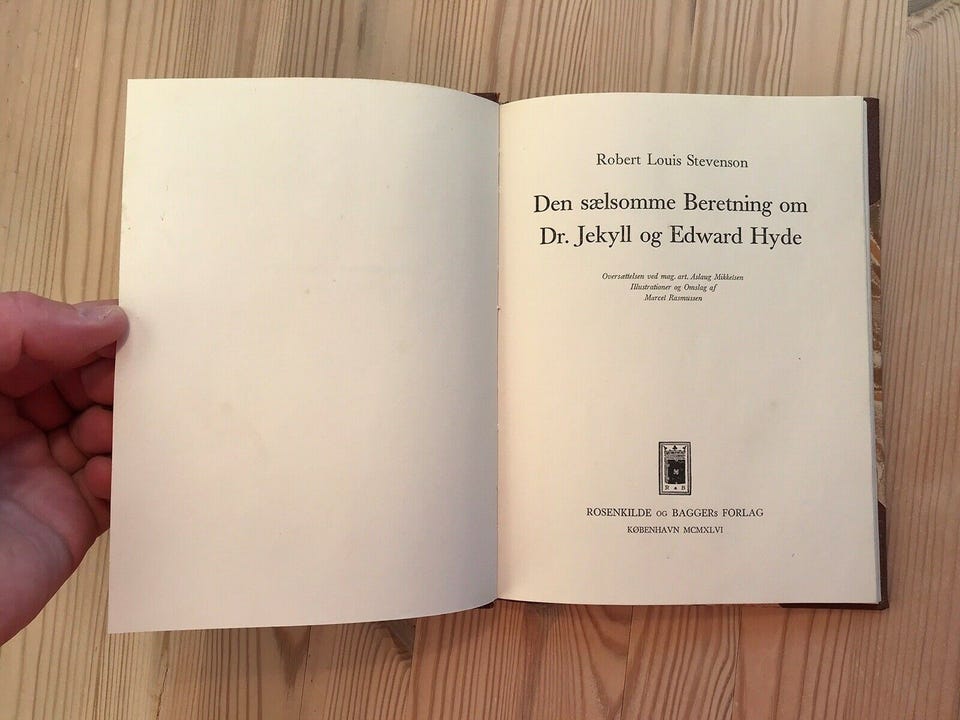 Robert Louis Stevenson
Den sælsomme Beretning om
Dr. Jekyll og Edward Hyde
Oversættelsen ved mag. art. Aslaug Mikkelsen
Illustrationer og Omslag af
Marcel Rasmussen
R B
ROSENKILDE OG BAGGERs FORLAG
KØBENHAVN MCMXLVI